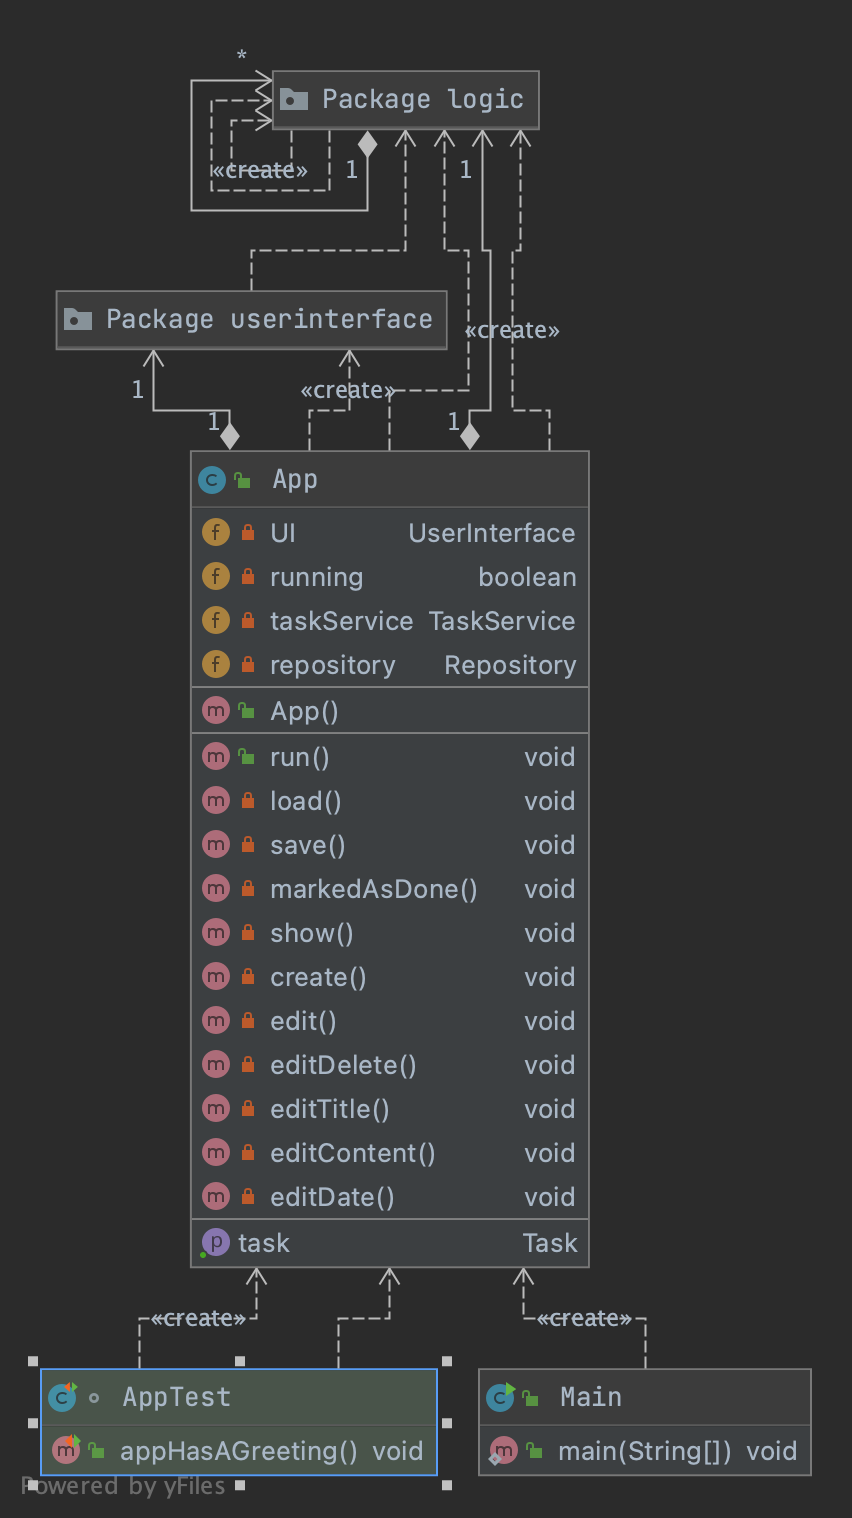 *
Package logic
«create»
1
1
Package userinterface
«create»
1
«create»
1
1
App
UI UserInterface
running boolean
taskService TaskService
repository Repository
App()
run() void
load() void
save() void
markedAsDone() void
show() void
create() void
edit() void
editDelete() void
editTitle() void
editContent() void
editDate() void
task Task
«create»
«create»
AppTest
Main
appHasAGreeting() void
main(String[]) void
Powered by yFiles